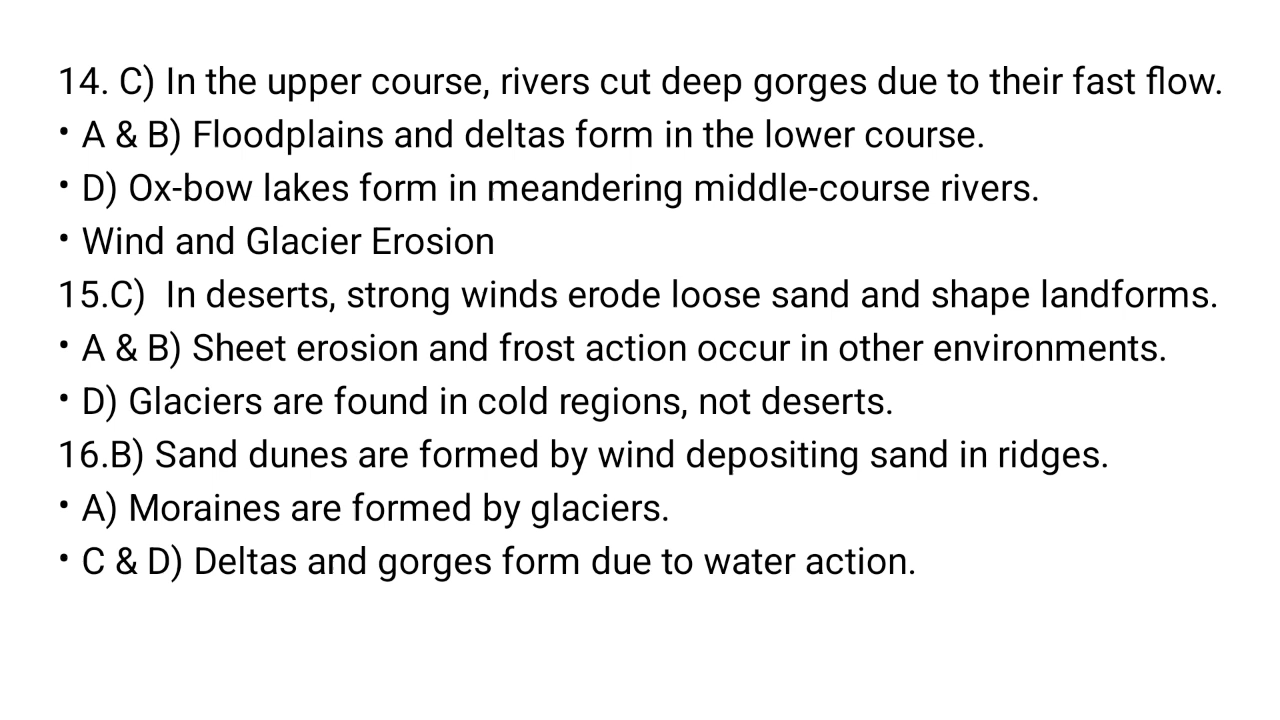 14. C) In the upper course, rivers cut deep gorges due to their fast flow.
• A & B) Floodplains and deltas form in the lower course.
• D) Ox-bow lakes form in meandering middle-course rivers.
• Wind and Glacier Erosion
15.C)  In deserts, strong winds erode loose sand and shape landforms.
• A & B) Sheet erosion and frost action occur in other environments.
• D) Glaciers are found in cold regions, not deserts.
16.B) Sand dunes are formed by wind depositing sand in ridges.
• A) Moraines are formed by glaciers.
• C & D) Deltas and gorges form due to water action.